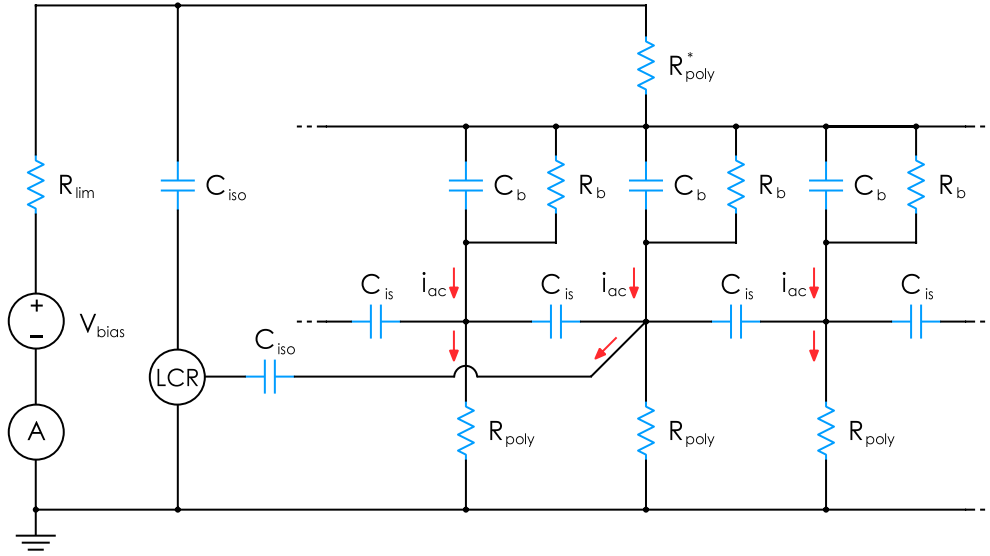 R*poly
Rlim
Ciso
Cb
Rb
Cb
Rb
Cb
Rb
Cis
iac
Cis
iac
Cis
iac
Cis
+
−
Vbias
Ciso
LCR
A
Rpoly
Rpoly
Rpoly